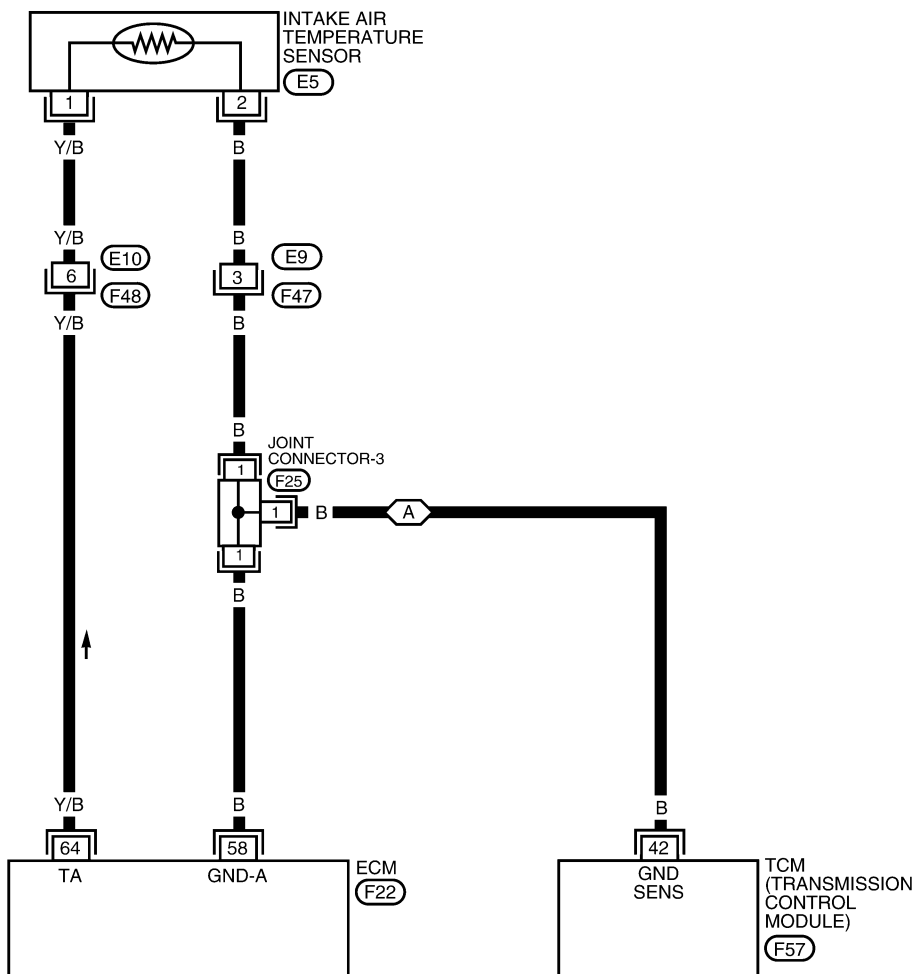 INTAKE AIR
TEMPERATURE
SENSOR
E5
1
2
Y/B
B
Y/B
B
E10
E9
6
3
F48
F47
Y/B
B
B
JOINT
CONNECTOR-3
1
F25
1
B
A
1
B
Y/B
B
B
64
58
42
TA
GND-A
ECM
F22
GND
SENS
TCM
(TRANSMISSION
CONTROL
MODULE)
F57